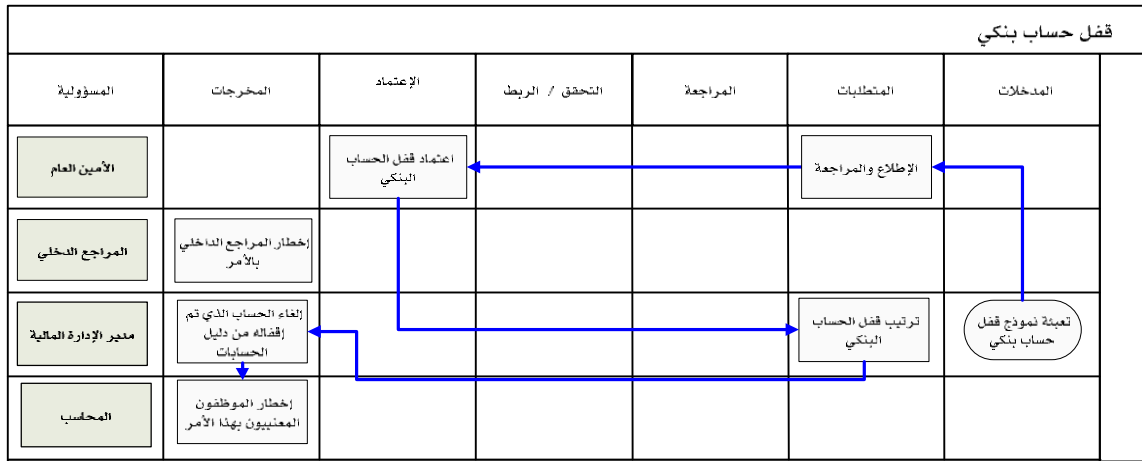 قفل حساب بنكي
المدخلات
المتطلبات
المراجعة
التحقق / الربط
الإعتماد
المخرجات
المسؤولية
الإطلاع والمراجعة
اعتماد قفل الحساب
البنكي
الأمين العام
إخطار المراجع الداخلي
بالأمر
المراجع الدخلي
تعبئة نموذج قفل
حساب بنكي
ترتيب قفل الحساب
البنكي
إلغاء الحساب الذي تم
إقفاله من دليل
الحسابات
مدير الإدارة المالية
إخطار الموظفون
المعنييون بهذا الأمر
المحاسب